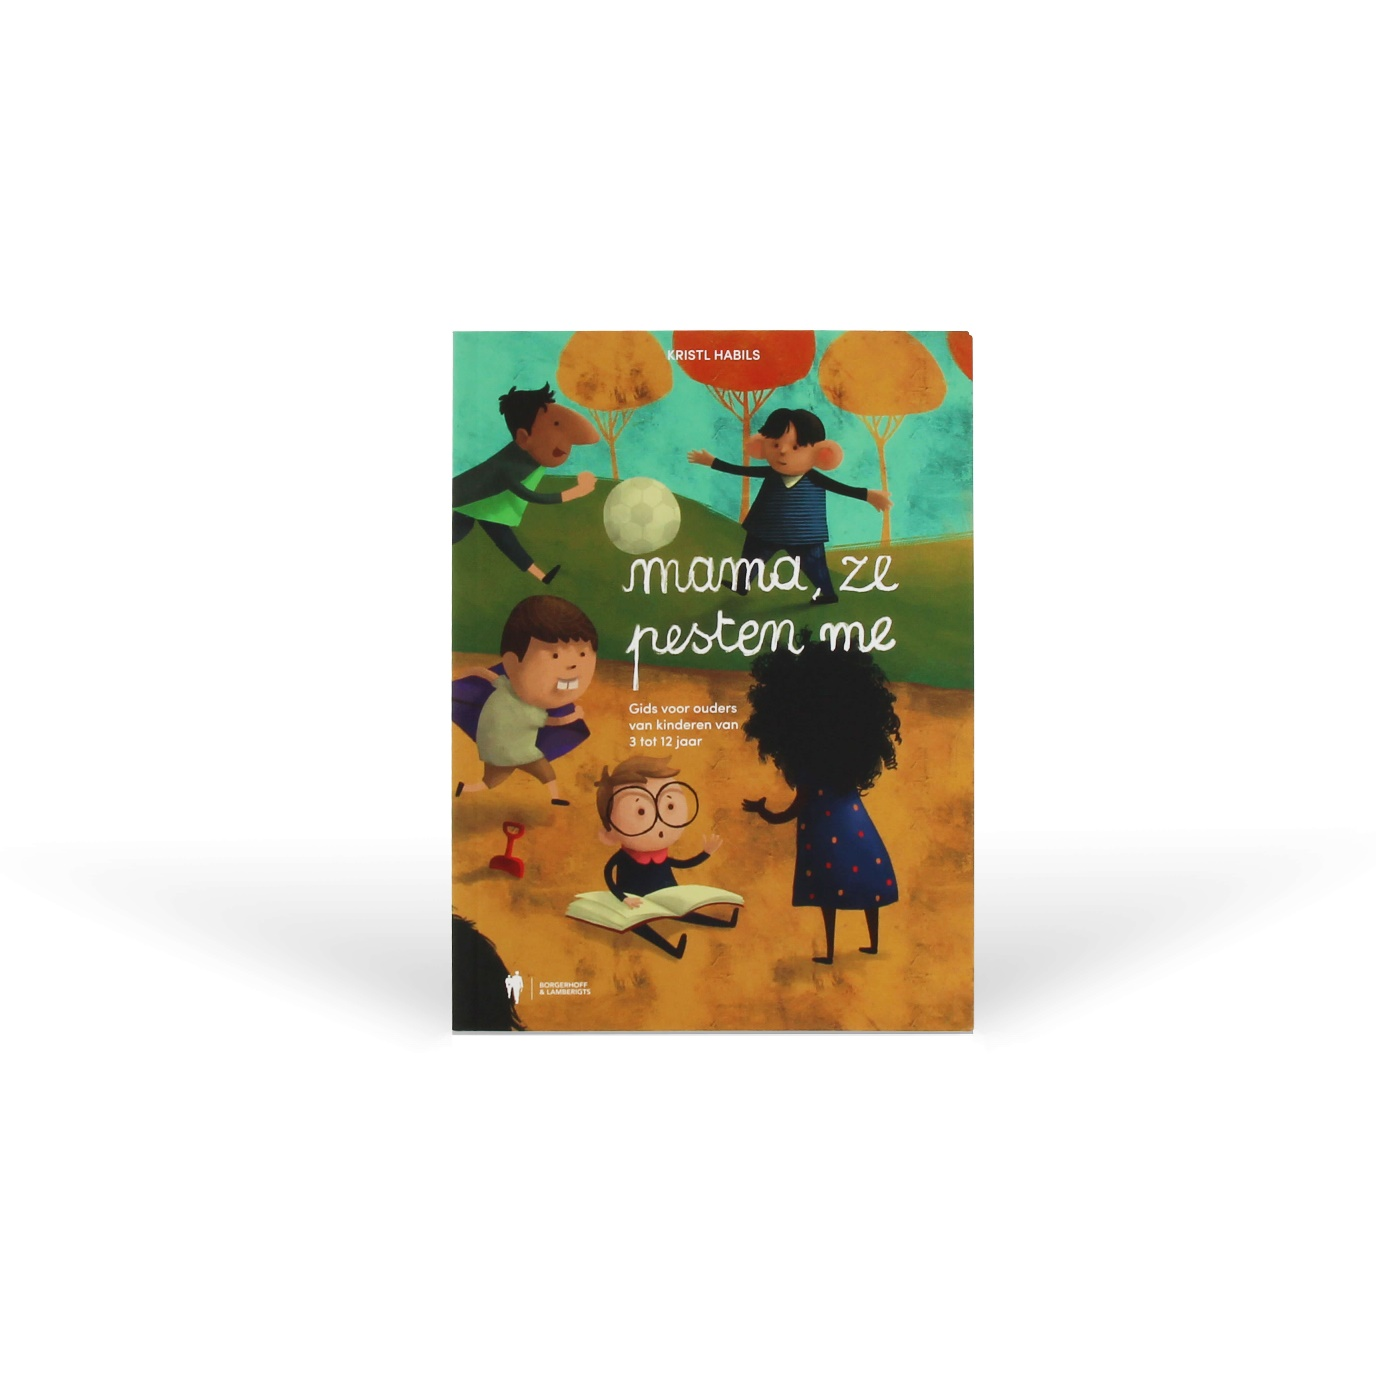 KRISTL HABILS
mama, ze
pesten me
Gids voor ouders
van kinderen van
3 tot 12 jaar
BORGERHOFF
& LAMBERIGTS